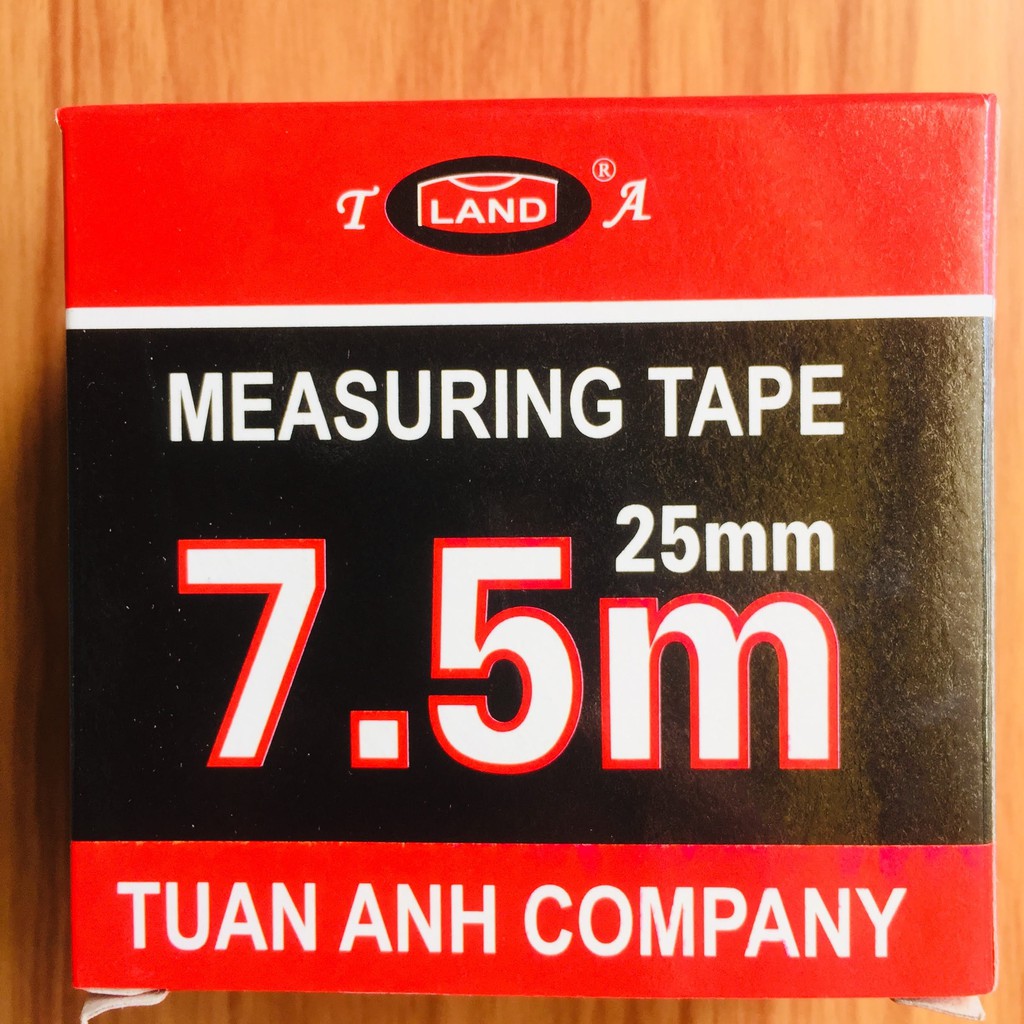 T LAND ® A
MEASURING TAPE
25mm
7.5m
TUAN ANH COMPANY